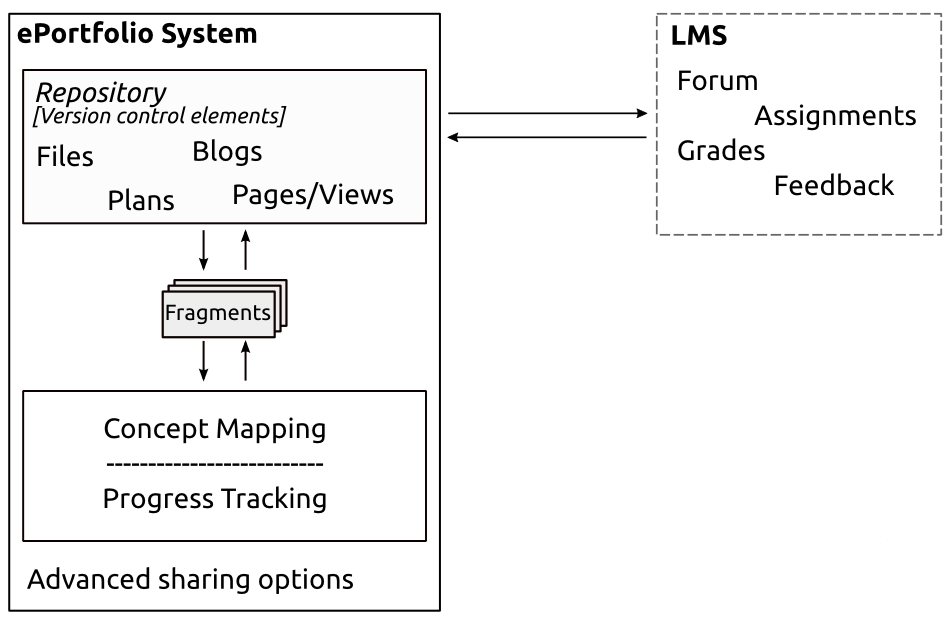 ePortfolio System
Repository
[Version control elements]
Files
Blogs
Plans
Pages/Views
Fragments
Concept Mapping
--------------------------
Progress Tracking
Advanced sharing options
LMS
Forum
Assignments
Grades
Feedback